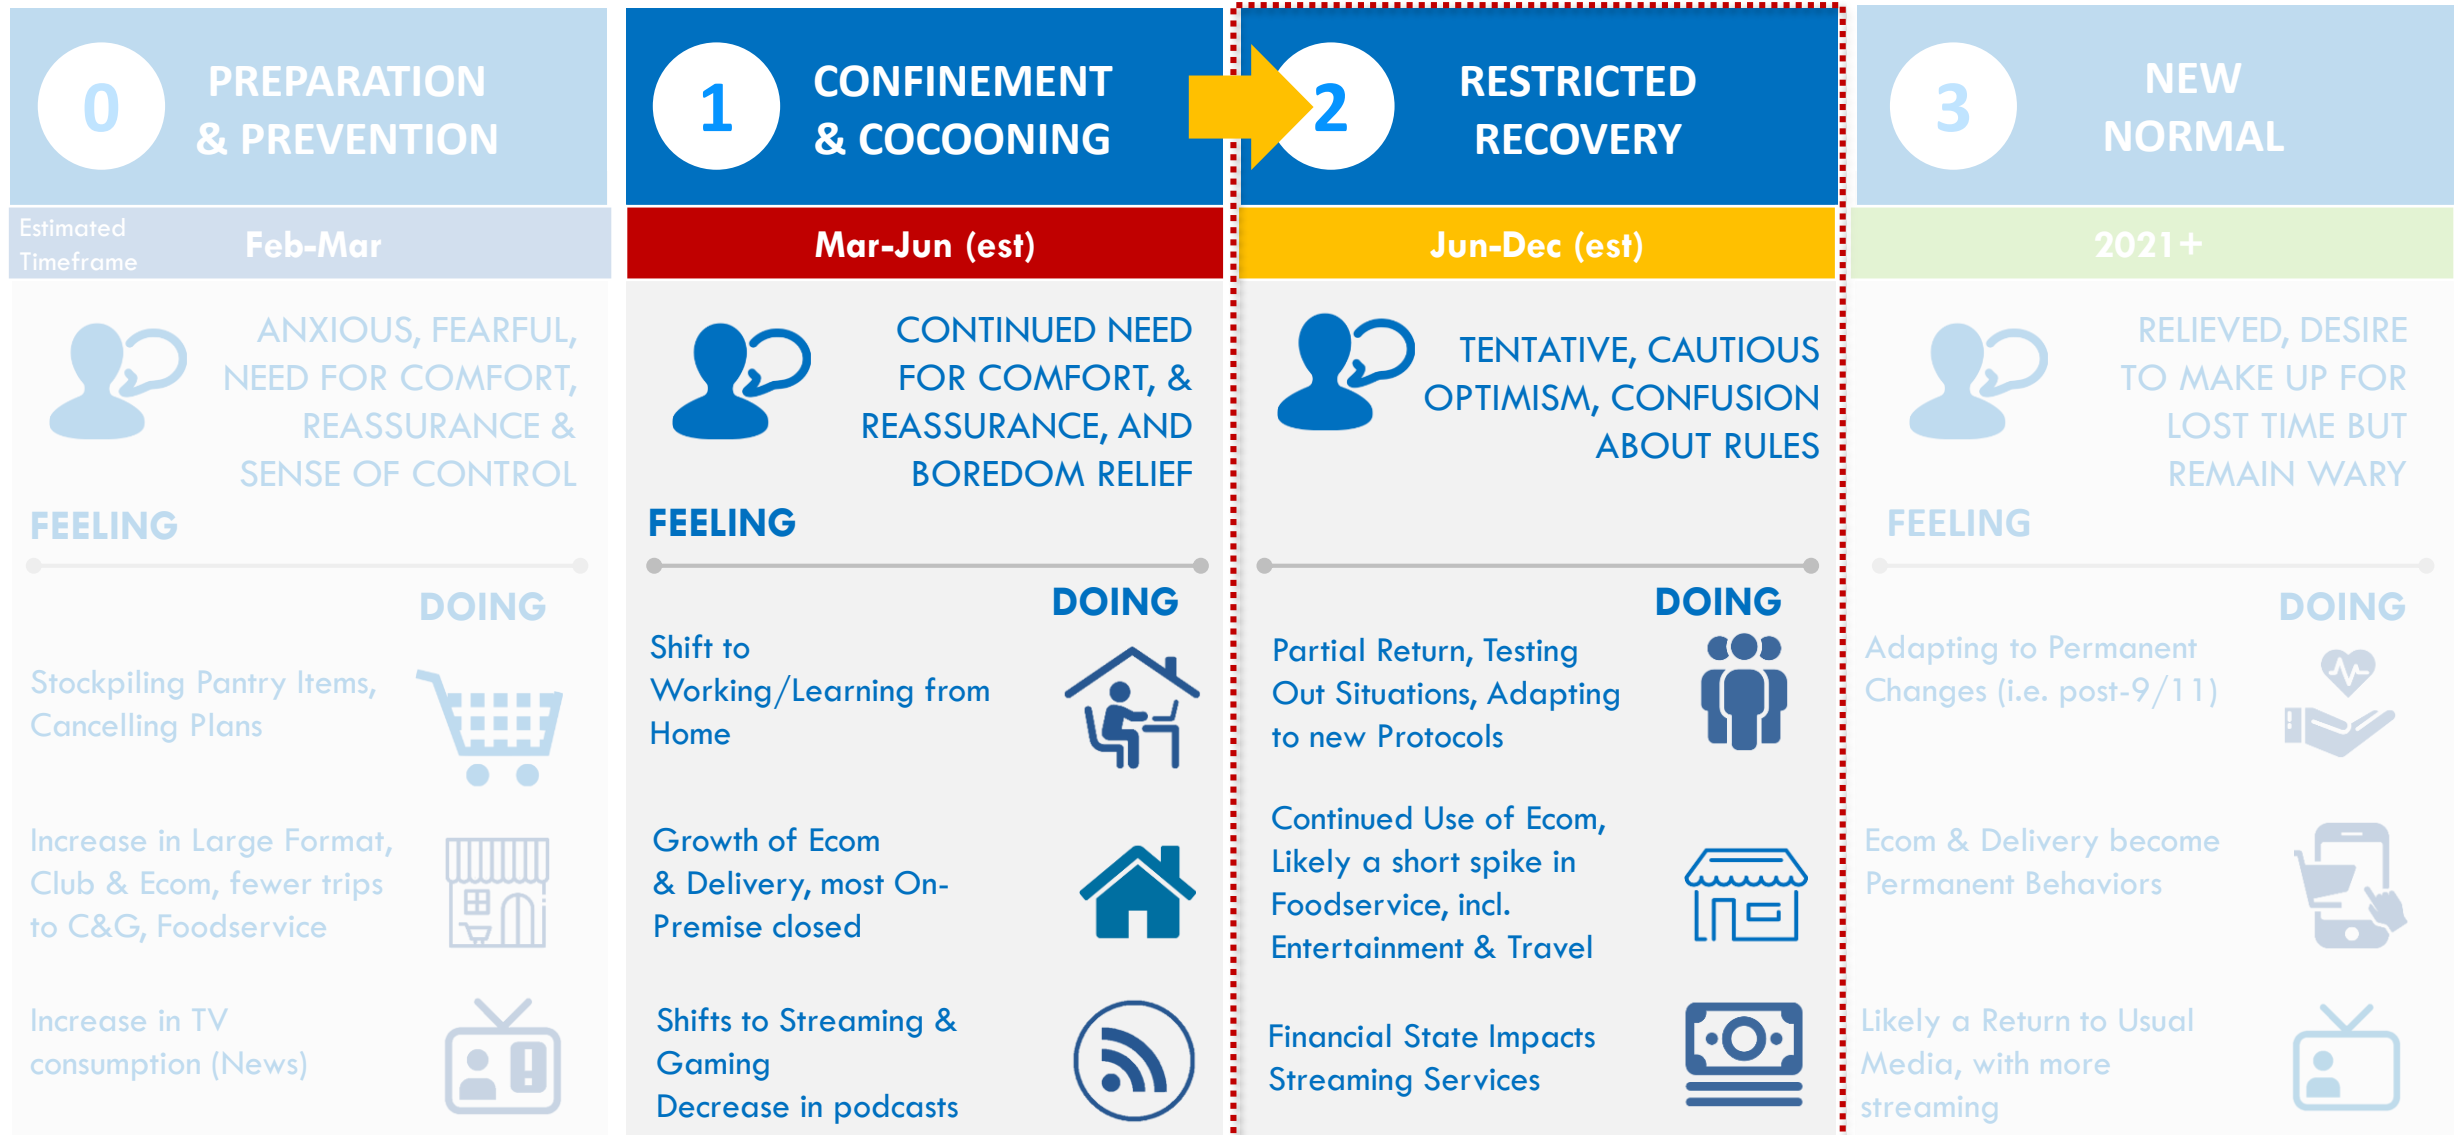 0
PREPARATION
& PREVENTION
Estimated
Timeframe
Feb-Mar
ANXIOUS, FEARFUL,
NEED FOR COMFORT,
REASSURANCE &
SENSE OF CONTROL
FEELING
DOING
Stockpiling Pantry Items,
Cancelling Plans
Increase in Large Format,
Club & Ecom, fewer trips
to C&G, Foodservice
Increase in TV
consumption (News)
1
CONFINEMENT
& COCOONING
Mar-Jun (est)
CONTINUED NEED
FOR COMFORT, &
REASSURANCE, AND
BOREDOM RELIEF
FEELING
DOING
Shift to
Working/Learning from
Home
Growth of Ecom
& Delivery, most On-
Premise closed
Shifts to Streaming &
Gaming
Decrease in podcasts
2
RESTRICTED
RECOVERY
Jun-Dec (est)
TENTATIVE, CAUTIOUS
OPTIMISM, CONFUSION
ABOUT RULES
DOING
Partial Return, Testing
Out Situations, Adapting
to new Protocols
Continued Use of Ecom,
Likely a short spike in
Foodservice, incl.
Entertainment & Travel
Financial State Impacts
Streaming Services
3
NEW
NORMAL
2021+
RELIEVED, DESIRE
TO MAKE UP FOR
LOST TIME BUT
REMAIN WARY
FEELING
DOING
Adapting to Permanent
Changes (i.e. post-9/11)
Ecom & Delivery become
Permanent Behaviors
Likely a Return to Usual
Media, with more
streaming